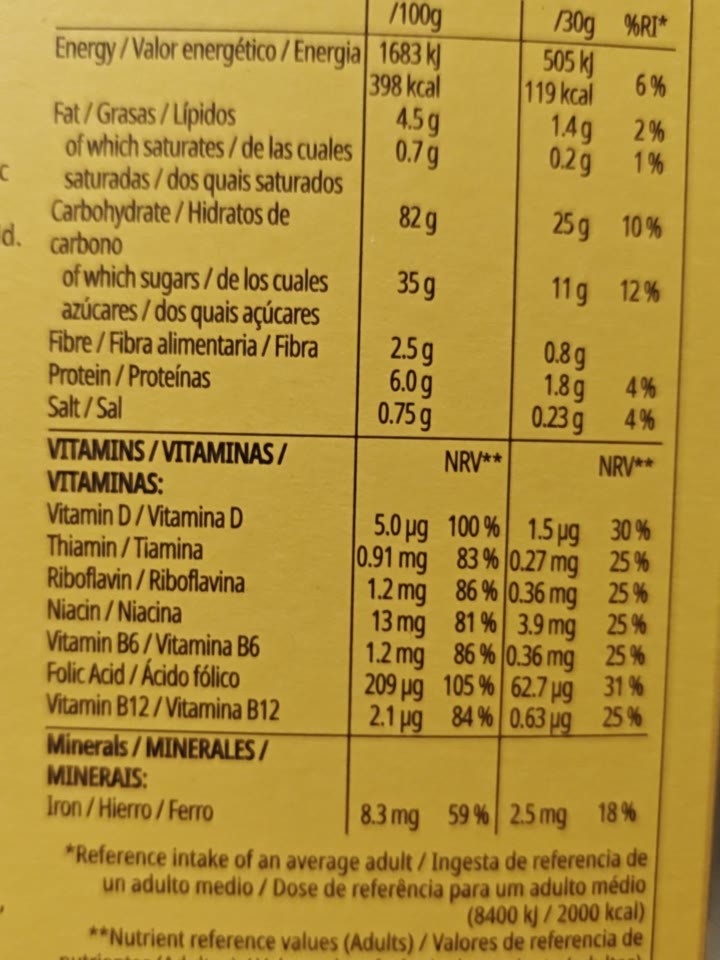 /100g /30g %RI*
Energy / Valor energético / Energia 1683 kJ 505 kJ
398 kcal 119 kcal 6%
Fat / Grasas / Lípidos 4.5 g 1.4 g 2%
of which saturates / de las cuales 0.7 g 0.2 g 1%
saturadas / dos quais saturados
Carbohydrate / Hidratos de 82 g 25 g 10%
carbono
of which sugars / de los cuales 35 g 11 g 12%
azúcares / dos quais açúcares
Fibre / Fibra alimentaria / Fibra 2.5 g 0.8 g
Protein / Proteínas 6.0 g 1.8 g 4%
Salt / Sal 0.75 g 0.23 g 4%
VITAMINS / VITAMINAS / NRV** NRV**
VITAMINAS:
Vitamin D / Vitamina D 5.0 µg 100% 1.5 µg 30%
Thiamin / Tiamina 0.91 mg 83% 0.27 mg 25%
Riboflavin / Riboflavina 1.2 mg 86% 0.36 mg 25%
Niacin / Niacina 13 mg 81% 3.9 mg 25%
Vitamin B6 / Vitamina B6 1.2 mg 86% 0.36 mg 25%
Folic Acid / Ácido fólico 209 µg 105% 62.7 µg 31%
Vitamin B12 / Vitamina B12 2.1 µg 84% 0.63 µg 25%
Minerals / MINERALES /
MINERAIS:
Iron / Hierro / Ferro 8.3 mg 59% 2.5 mg 18%
*Reference intake of an average adult / Ingesta de referencia de
un adulto medio / Dose de referência para um adulto médio
(8400 kJ / 2000 kcal)
**Nutrient reference values (Adults) / Valores de referencia de